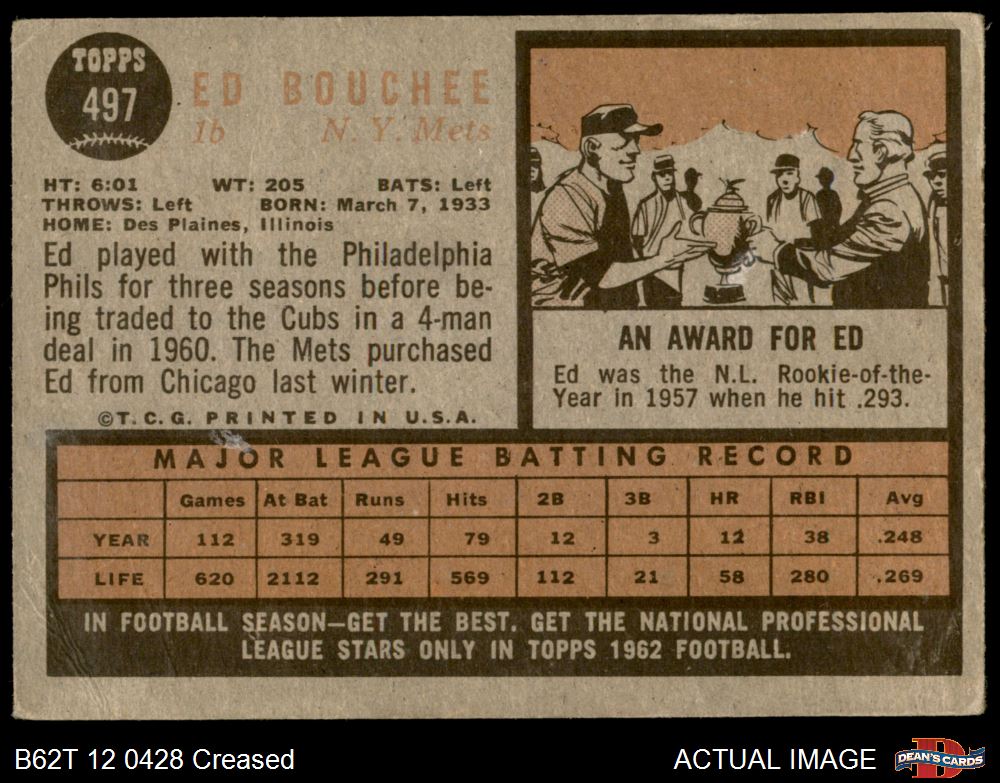 TOPPS
497
ED BOUCHEE
1b N. Y. Mets
HT: 6:01 WT: 205 BATS: Left
THROWS: Left BORN: March 7, 1933
HOME: Des Plaines, Illinois
Ed played with the Philadelphia
Phils for three seasons before be-
ing traded to the Cubs in a 4-man
deal in 1960. The Mets purchased
Ed from Chicago last winter.
©T.C.G. PRINTED IN U.S.A.
AN AWARD FOR ED
Ed was the N.L. Rookie-of-the-
Year in 1957 when he hit .293.
MAJOR LEAGUE BATTING RECORD
Games At Bat Runs Hits 2B 3B HR RBI Avg
YEAR 112 319 49 79 12 3 12 38 .248
LIFE 620 2112 291 569 112 21 58 280 .269
IN FOOTBALL SEASON—GET THE BEST. GET THE NATIONAL PROFESSIONAL
LEAGUE STARS ONLY IN TOPPS 1962 FOOTBALL.
B62T 12 0428 Creased
ACTUAL IMAGE
D
DEAN'S CARDS